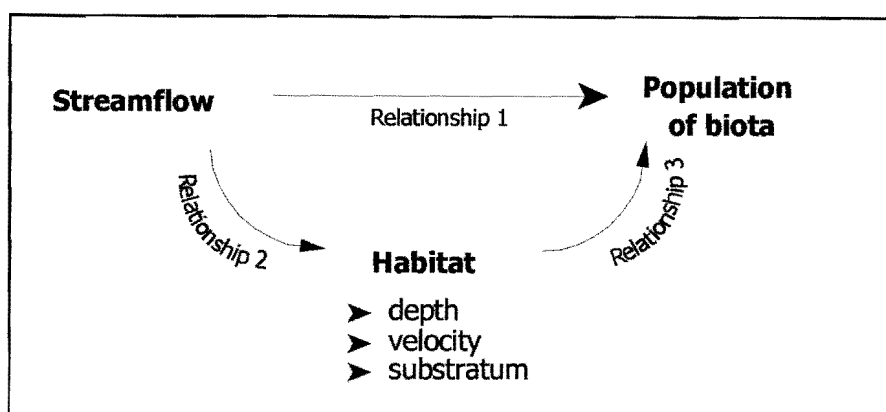 Streamflow
Relationship 1
Population
of biota
Relationship 2
Relationship 3
Habitat
➤ depth
➤ velocity
➤ substratum